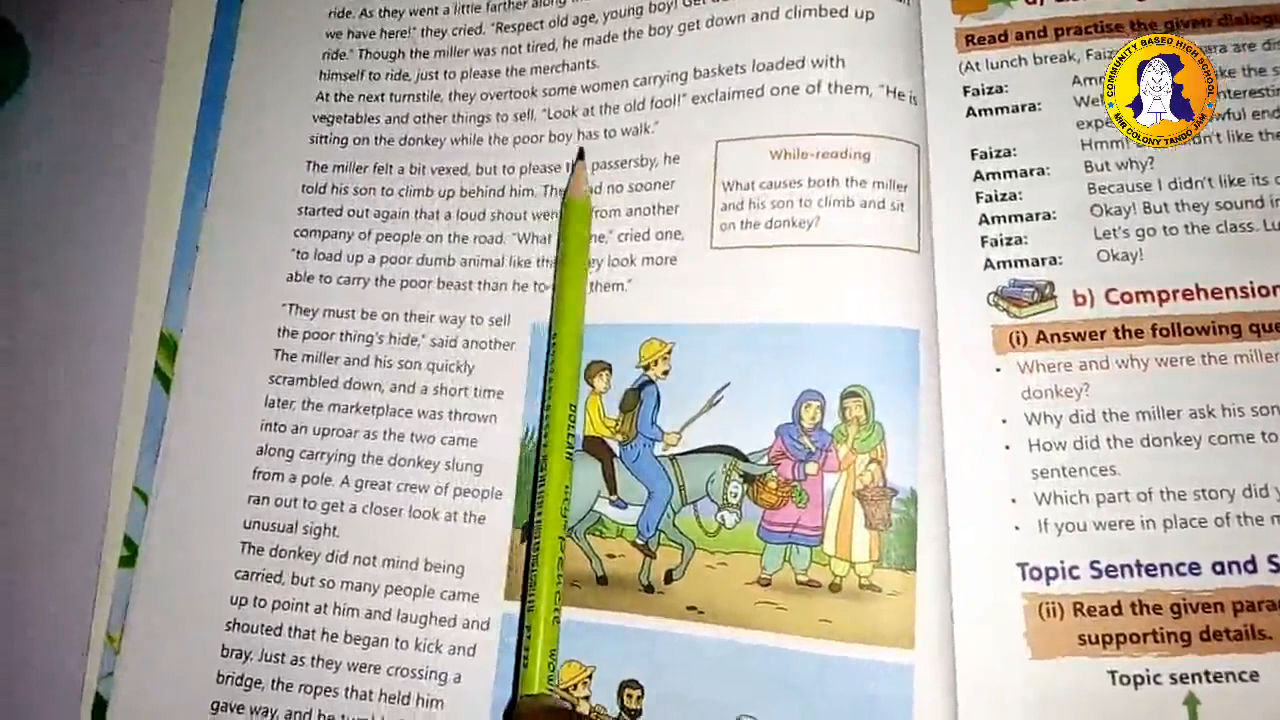 ride. As they went a little farther along
we have here!" they cried. "Respect old age, young boy! Get
ride." Though the miller was not tired, he made the boy get down and climbed up
himself to ride, just to please the merchants.
At the next turnstile, they overtook some women carrying baskets loaded with
vegetables and other things to sell, "Look at the old fool!" exclaimed one of them, "He is
sitting on the donkey while the poor boy has to walk."
The miller felt a bit vexed, but to please passersby, he
told his son to climb up behind him. no sooner
started out again that a loud shout from another
company of people on the road. "What cried one,
"to load up a poor dumb animal like look more
able to carry the poor beast than he to them."
"They must be on their way to sell
the poor thing's hide," said another
The miller and his son quickly
scrambled down, and a short time
later, the marketplace was thrown
into an uproar as the two came
along carrying the donkey slung
from a pole. A great crew of people
ran out to get a closer look at the
unusual sight.
The donkey did not mind being
carried, but so many people came
up to point at him and laughed and
shouted that he began to kick and
bray. Just as they were crossing a
bridge, the ropes that held him
gave way, and he
While-reading
What causes both the miller
and his son to climb and sit
on the donkey?
DOLLAR
Read and practise the given
(At lunch break, are
Faiza:
Ammara:
Faiza: Hmm! like the
Ammara: But why?
Faiza: Because I didn't like its
Ammara: Okay! But they sound
Faiza: Let's go to the class.
Ammara: Okay!
b) Comprehension
(i) Answer the following
• Where and why were the miller
donkey?
• Why did the miller ask his son
• How did the donkey come to
sentences.
• Which part of the story did
• If you were in place of the
Topic Sentence and
(ii) Read the given
supporting details.
Topic sentence
COMMUNITY BASED HIGH SCHOOL
MIR COLONY TANDO JAM